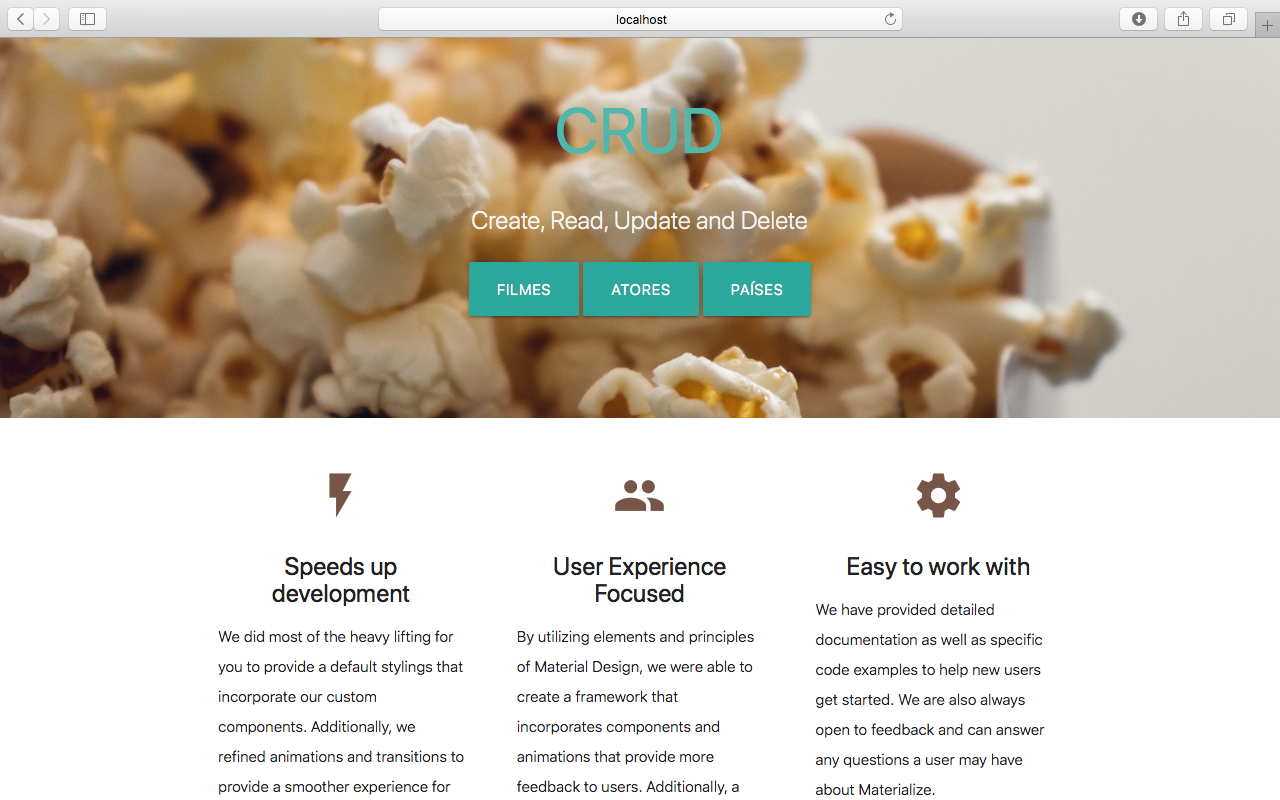 localhost
CRUD
Create, Read, Update and Delete
FILMES
ATORES
PAÍSES
Speeds up
development
We did most of the heavy lifting for
you to provide a default stylings that
incorporate our custom
components. Additionally, we
refined animations and transitions to
provide a smoother experience for
User Experience
Focused
By utilizing elements and principles
of Material Design, we were able to
create a framework that
incorporates components and
animations that provide more
feedback to users. Additionally, a
Easy to work with
We have provided detailed
documentation as well as specific
code examples to help new users
get started. We are also always
open to feedback and can answer
any questions a user may have
about Materialize.